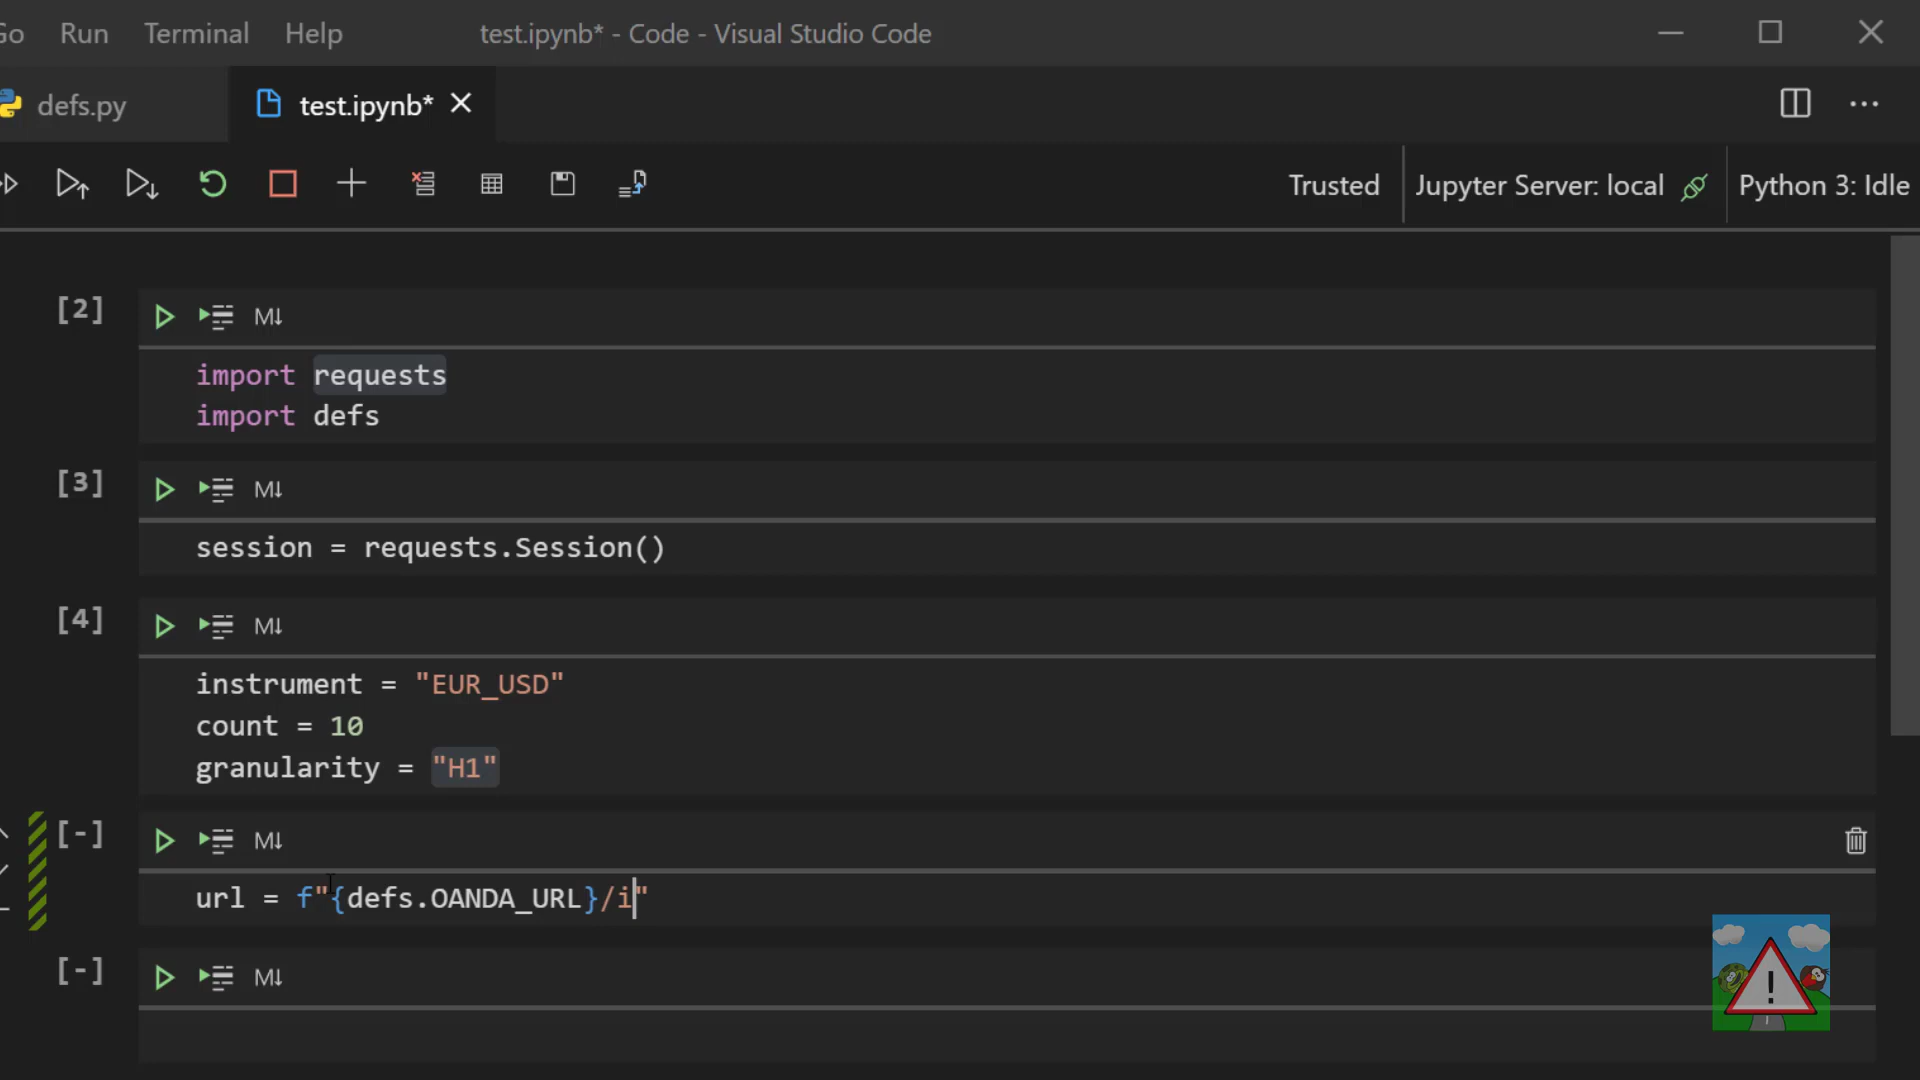 Go Run Terminal Help test.ipynb* - Code - Visual Studio Code
defs.py test.ipynb*
Trusted Jupyter Server: local Python 3: Idle
[2] M↓
import requests
import defs
[3] M↓
session = requests.Session()
[4] M↓
instrument = "EUR_USD"
count = 10
granularity = "H1"
[-] M↓
url = f"{defs.OANDA_URL}/i"
[-] M↓
!